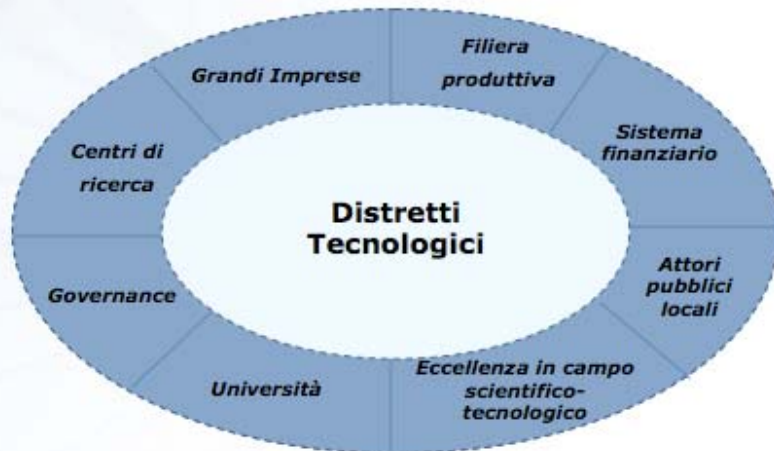 Filiera
produttiva
Grandi Imprese
Sistema
finanziario
Centri di
ricerca
Distretti
Tecnologici
Attori
pubblici
locali
Governance
Università
Eccellenza in campo
scientifico-
tecnologico